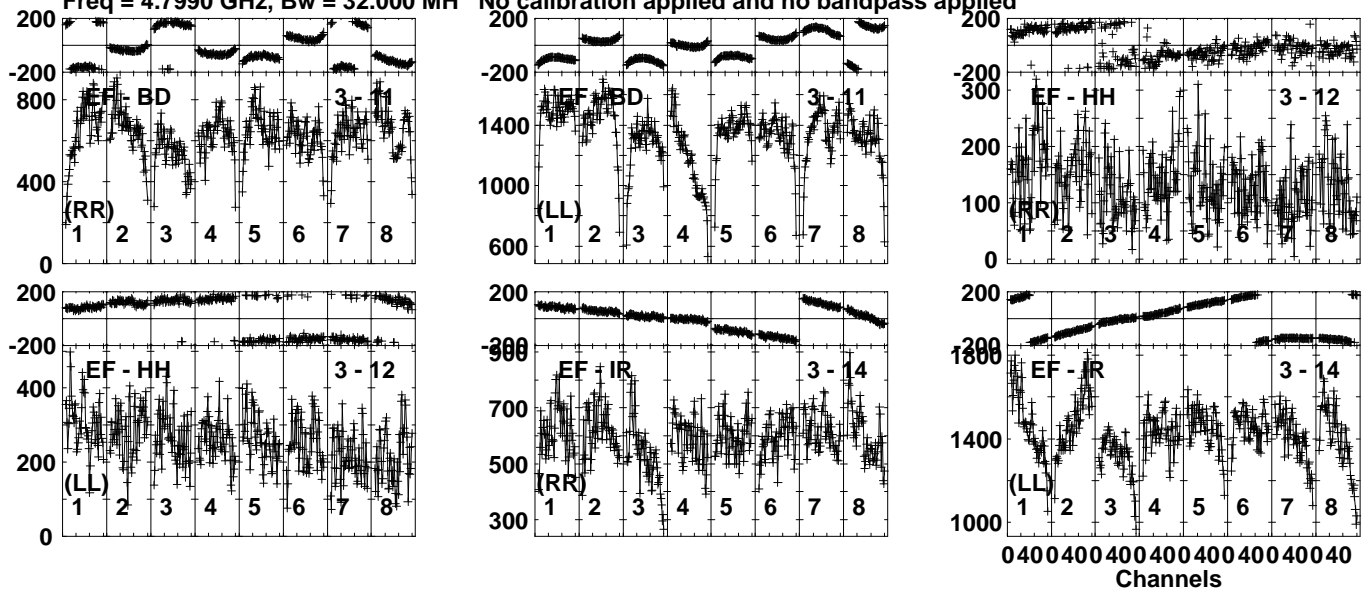 Freq = 4.7990 GHz, Bw = 32.000 MH No calibration applied and no bandpass applied
200
-200
800
400
0
EF - BD 3 - 11
(RR)
1 2 3 4 5 6 7 8
200
-200
1400
1000
600
EF - BD 3 - 11
(LL)
1 2 3 4 5 6 7 8
200
-200
300
200
100
0
EF - HH 3 - 12
(RR)
1 2 3 4 5 6 7 8
200
-200
400
200
0
EF - HH 3 - 12
(LL)
1 2 3 4 5 6 7 8
200
-200
900
700
500
300
EF - IR 3 - 14
(RR)
1 2 3 4 5 6 7 8
200
-200
1800
1400
1000
EF - IR 3 - 14
(LL)
1 2 3 4 5 6 7 8
0 40 0 40 0 40 0 40 0 40 0 40 0 40 0 40
Channels